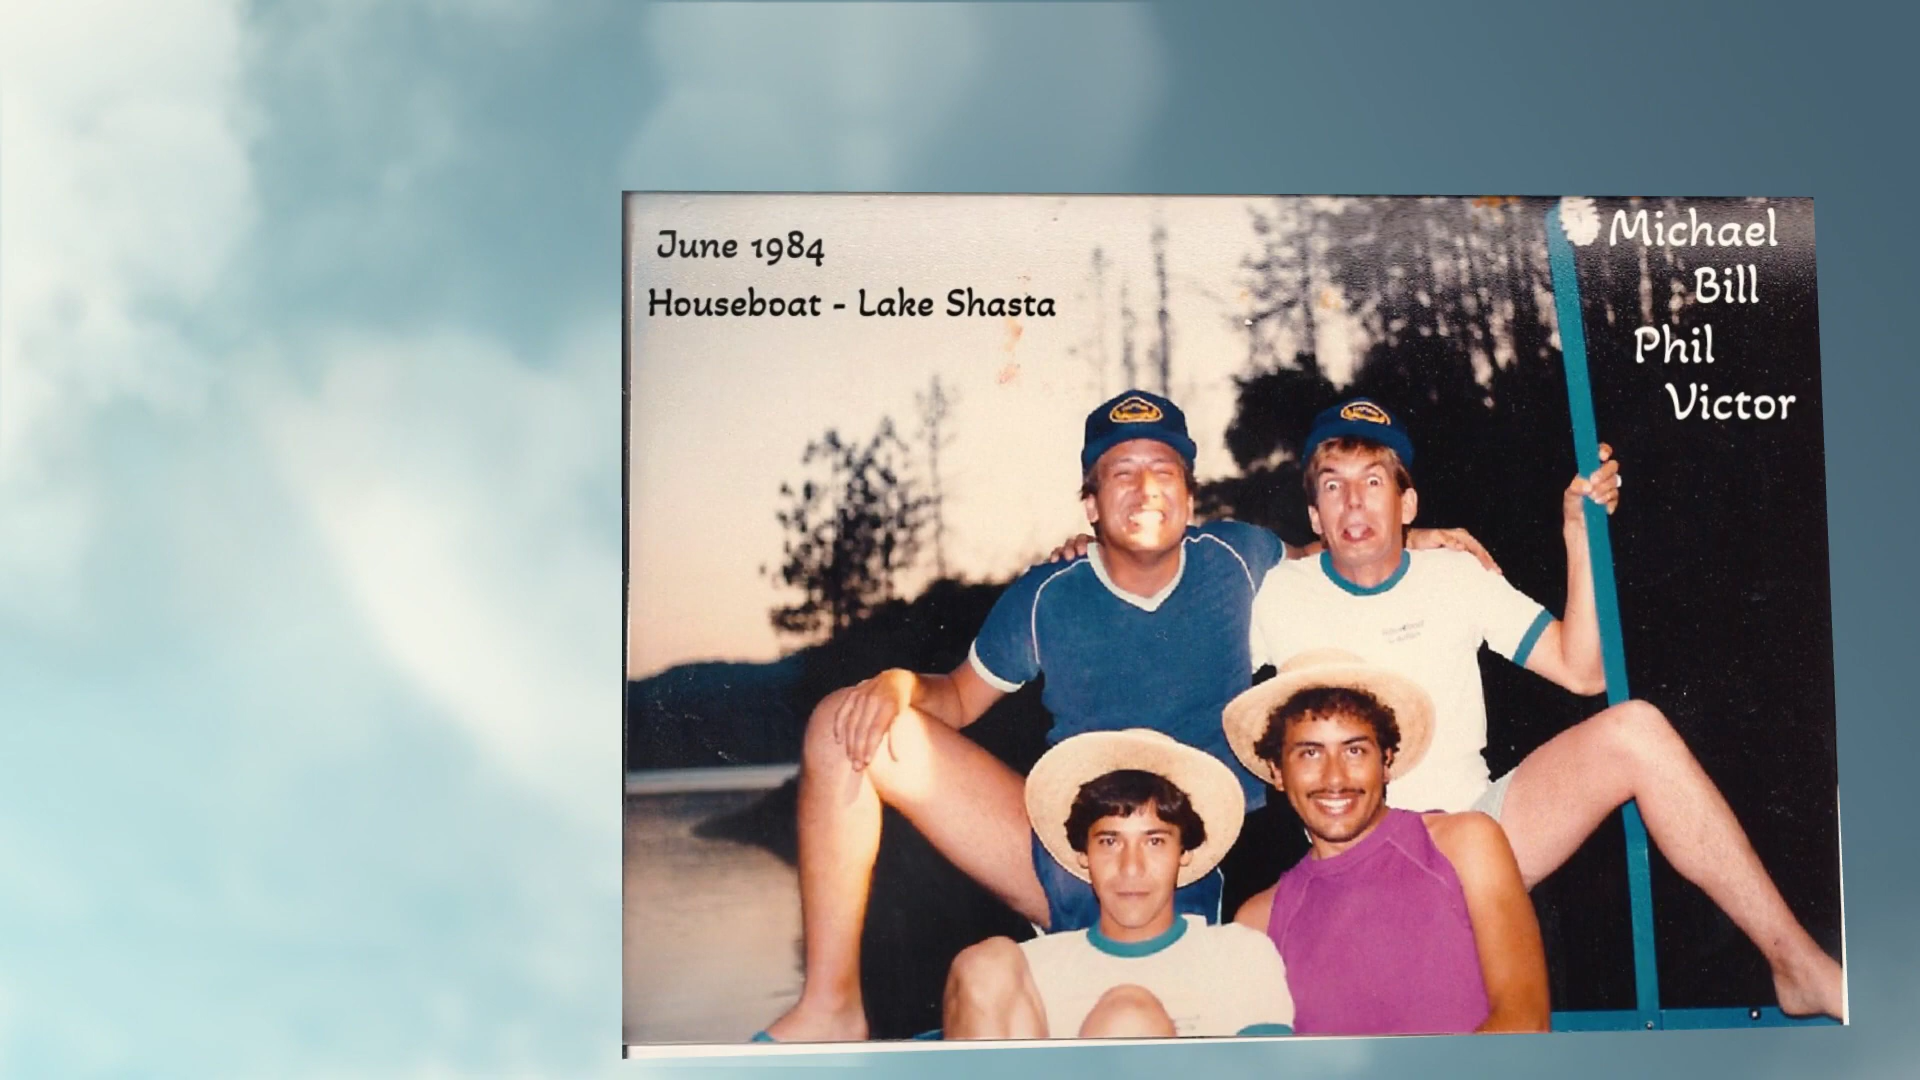 June 1984
Houseboat - Lake Shasta
Michael
Bill
Phil
Victor